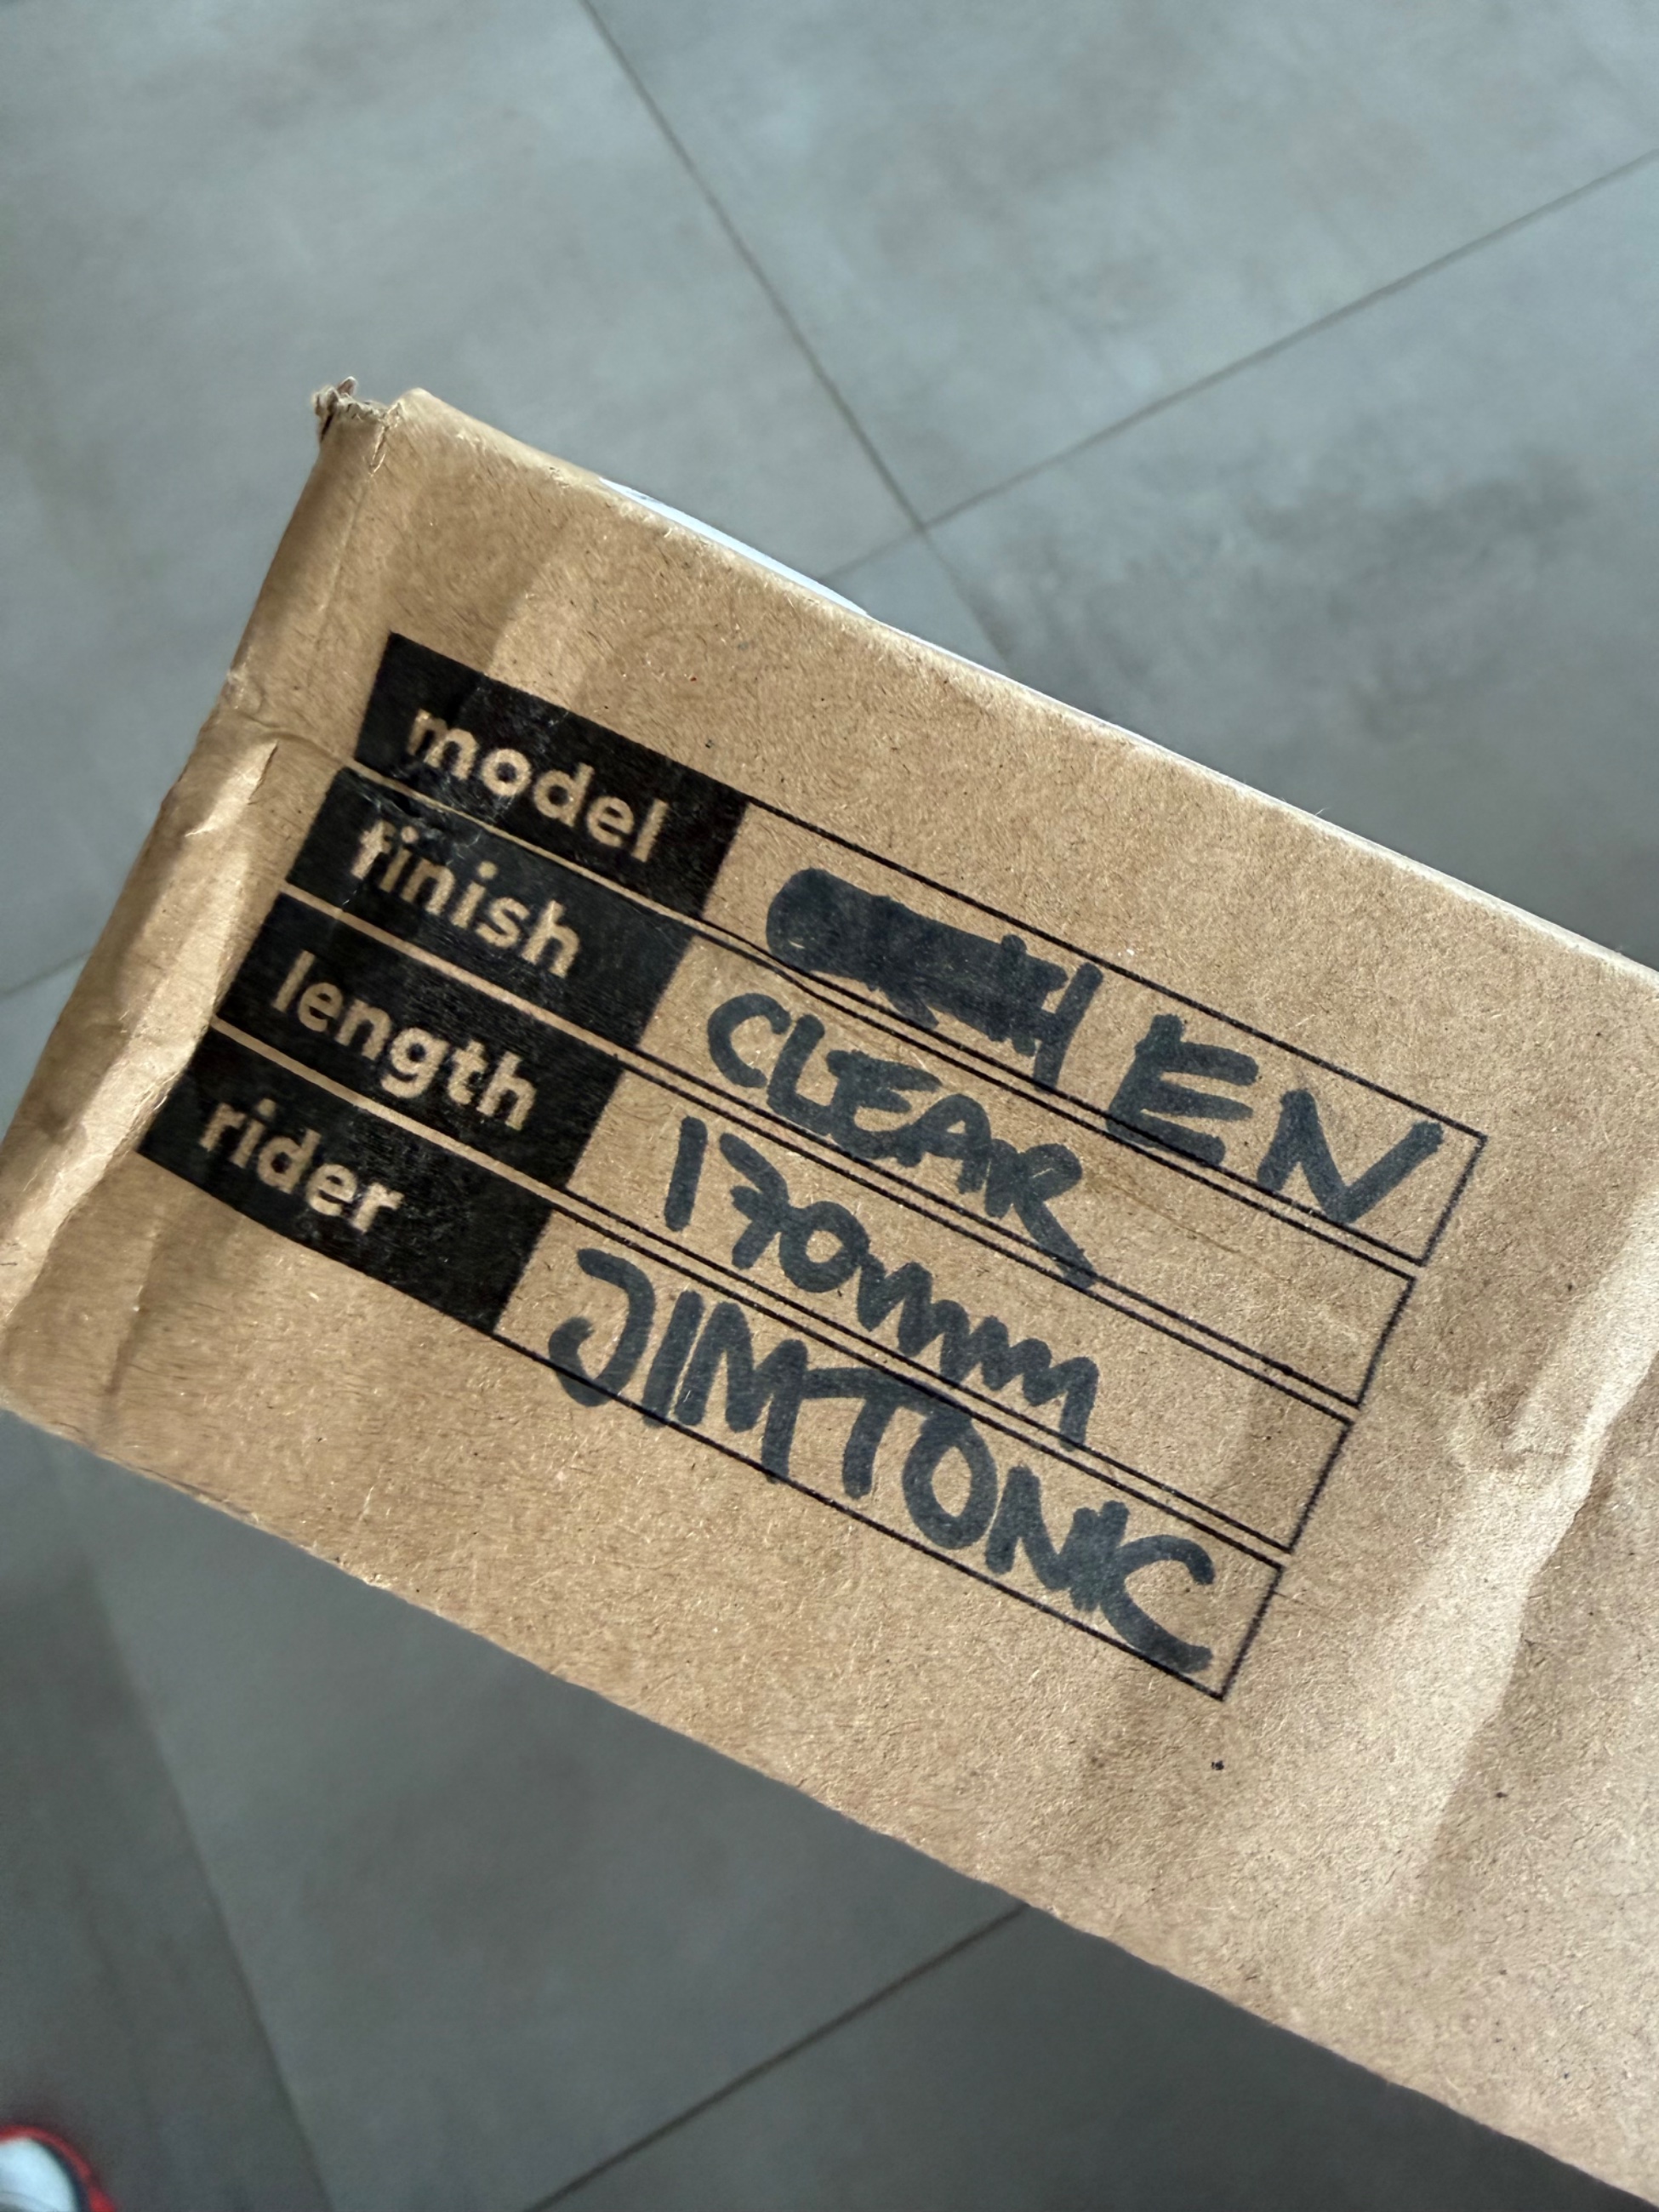 model EN
finish CLEAR
length 170mm
rider JIMTONIC